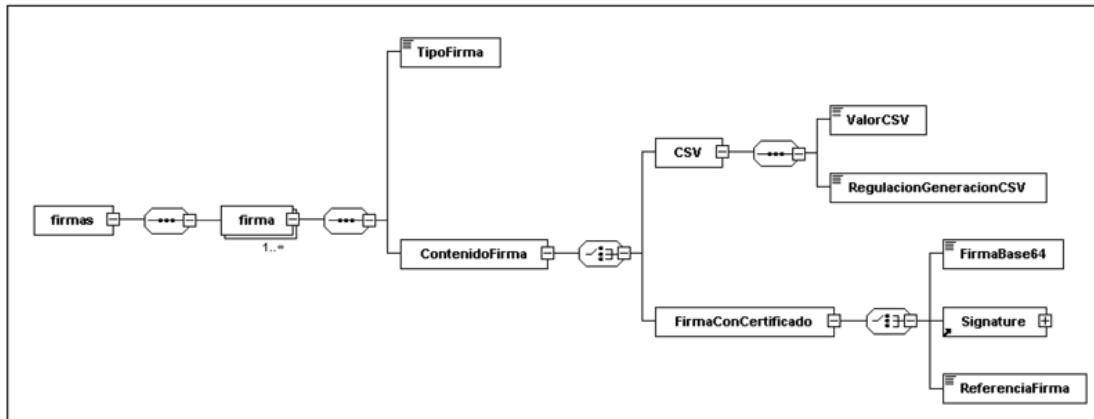 TipoFirma
ValorCSV
CSV
RegulacionGeneracionCSV
firmas
firma
1..∞
ContenidoFirma
FirmaBase64
FirmaConCertificado
Signature
ReferenciaFirma